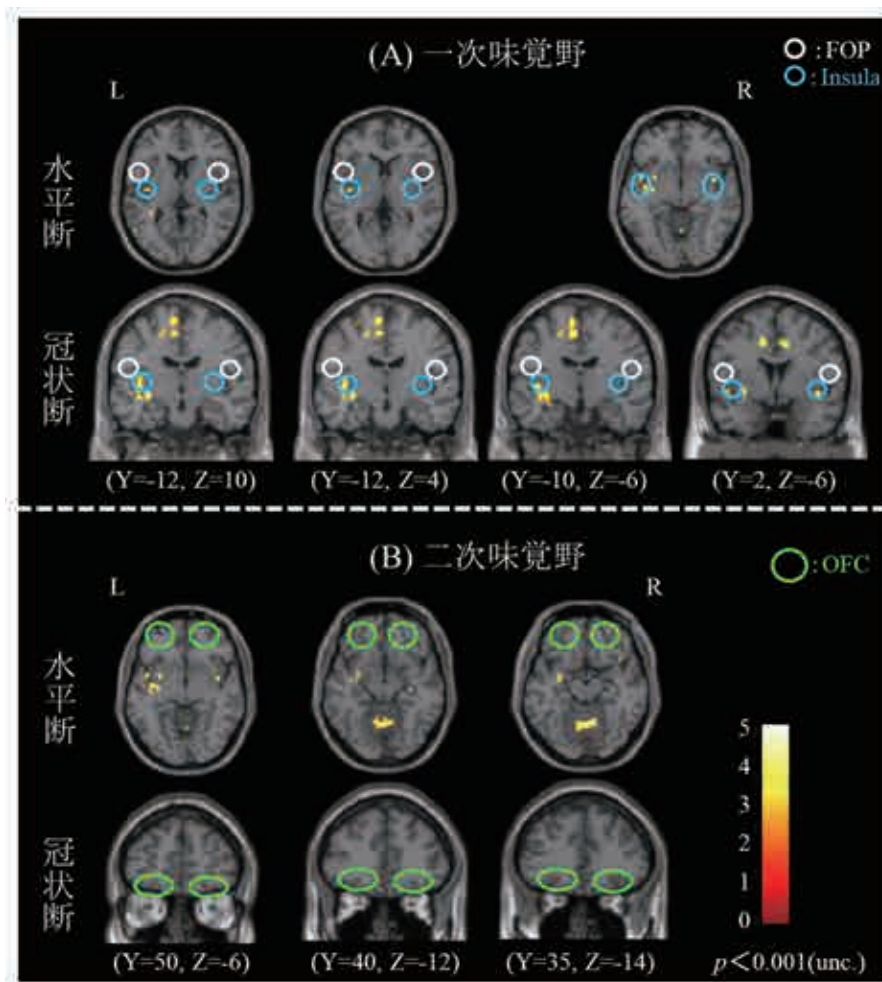 (A) 一次味覚野
○: FOP
○: Insula
L
R
水平断
冠状断
(Y=-12, Z=10)
(Y=-12, Z=4)
(Y=-10, Z=-6)
(Y=2, Z=-6)
(B) 二次味覚野
○: OFC
L
R
水平断
冠状断
5
4
3
2
1
0
(Y=50, Z=-6)
(Y=40, Z=-12)
(Y=35, Z=-14)
p<0.001(unc.)